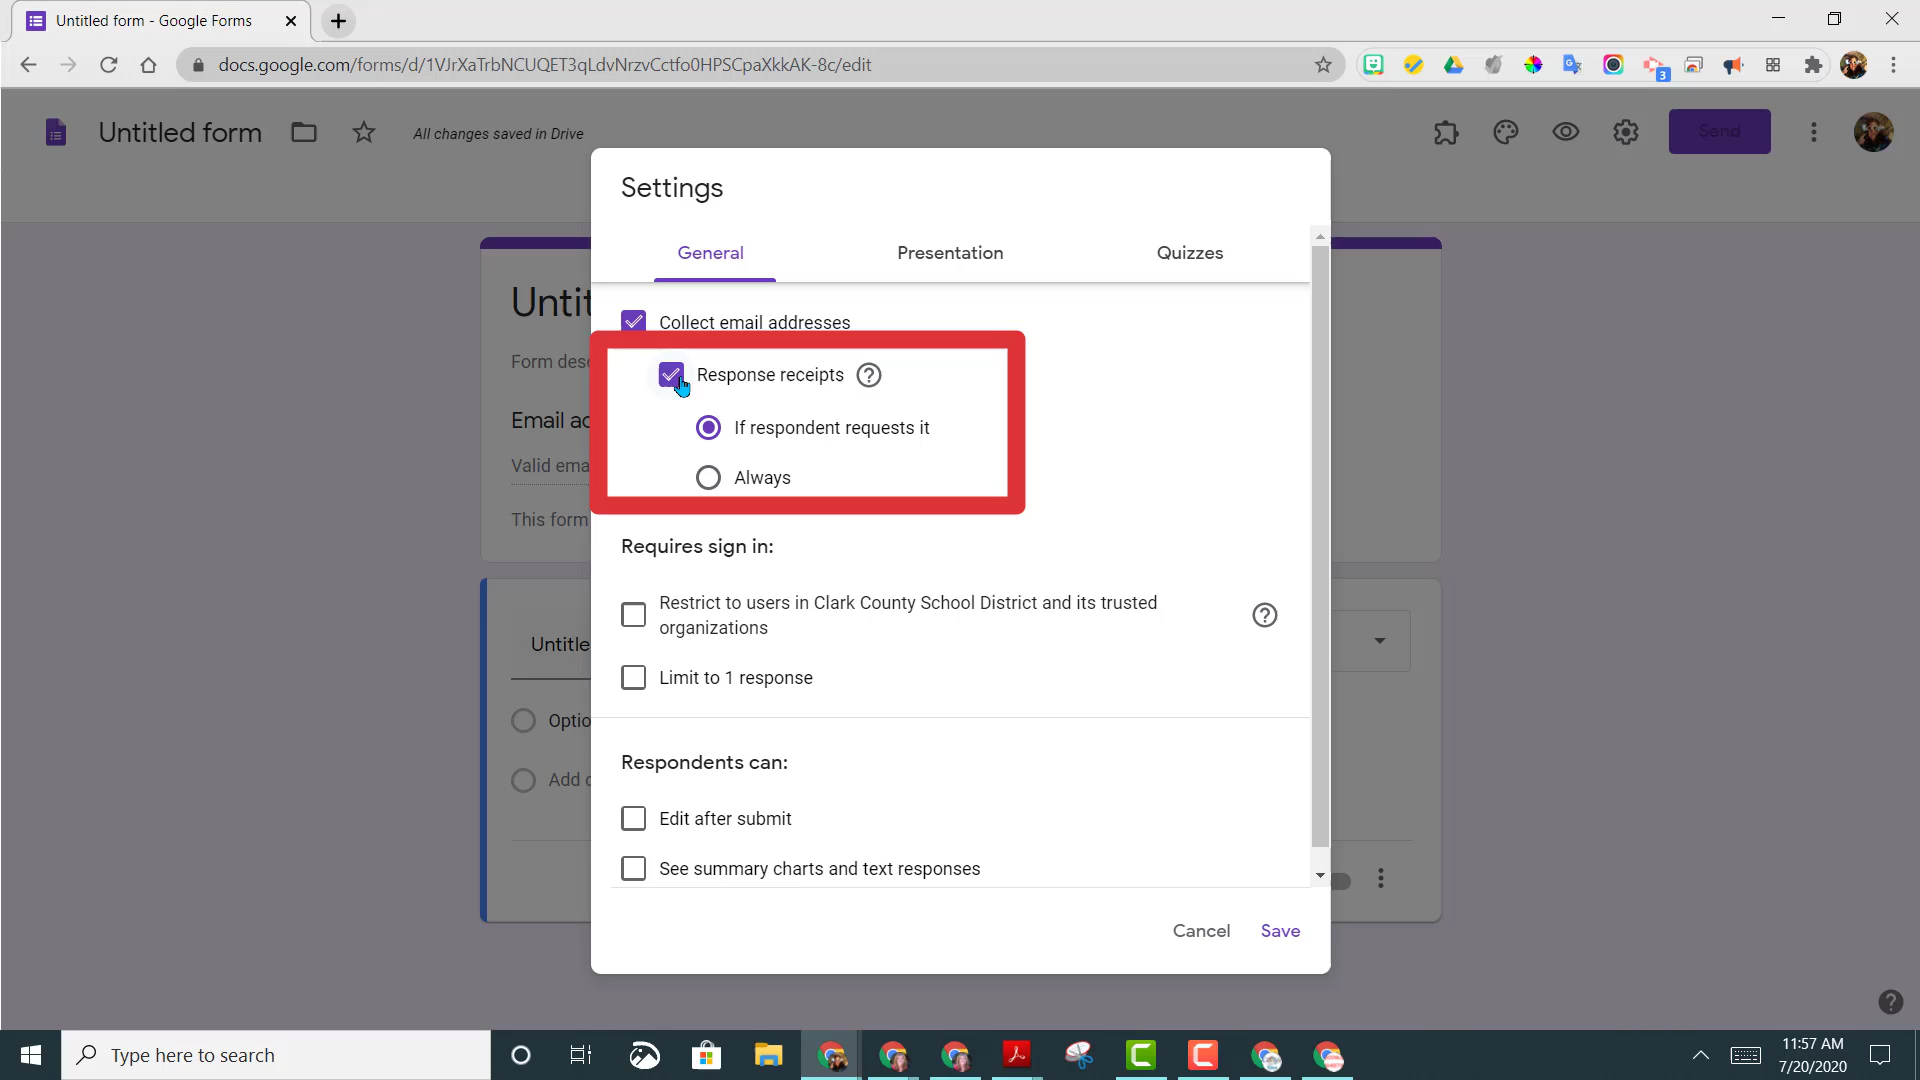 Untitled form - Google Forms
docs.google.com/forms/d/1VJrXaTrbNCUQET3qLdvNrzvCctfo0HPSCpaXkkAK-8c/edit
3
Untitled form
All changes saved in Drive
Send
Settings
General
Presentation
Quizzes
Untit
Collect email addresses
Form desc
Response receipts
Email ad
If respondent requests it
Valid ema
Always
This form
Requires sign in:
Restrict to users in Clark County School District and its trusted
organizations
Untitle
Limit to 1 response
Optio
Respondents can:
Add o
Edit after submit
See summary charts and text responses
Cancel
Save
Type here to search
11:57 AM
7/20/2020